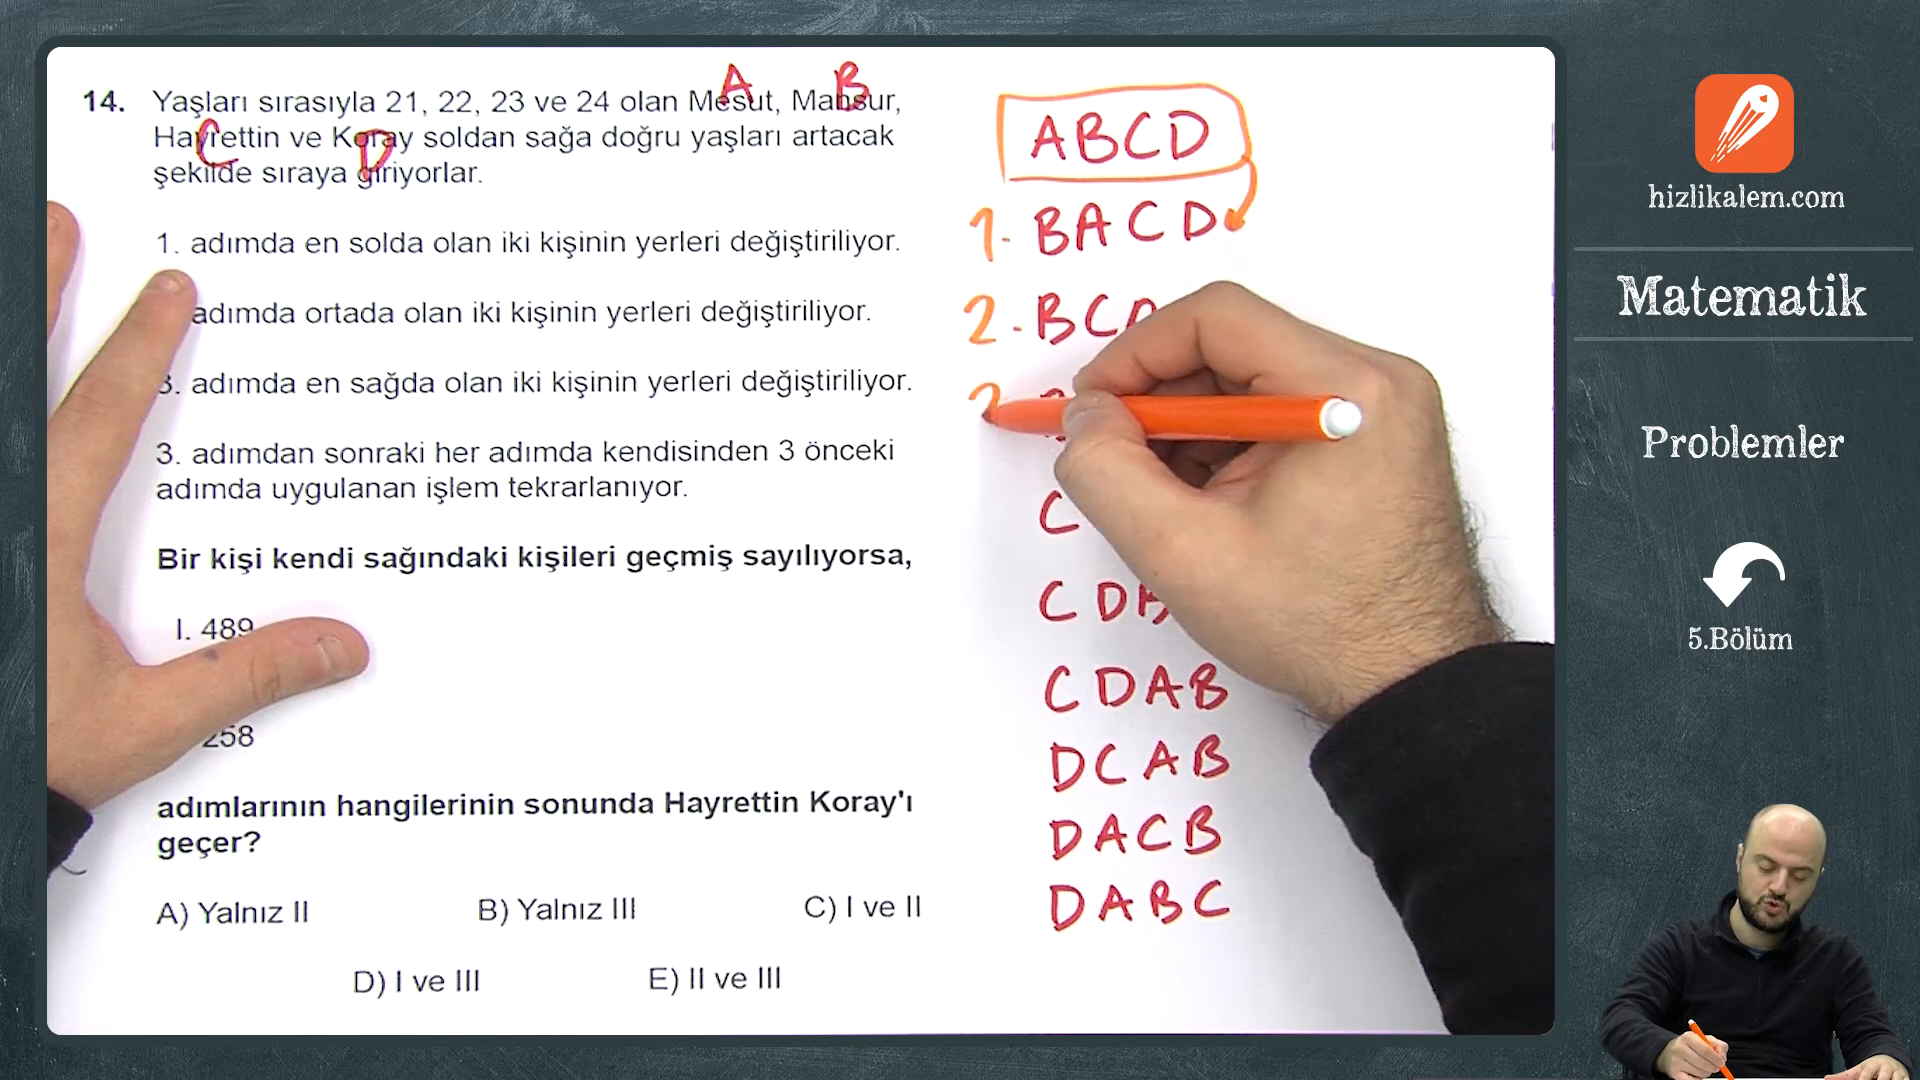 14. Yaşları sırasıyla 21, 22, 23 ve 24 olan Mesut, Mansur,
Hayrettin ve Koray soldan sağa doğru yaşları artacak
şekilde sıraya giriyorlar.
A B
C D
1. adımda en solda olan iki kişinin yerleri değiştiriliyor.
adımda ortada olan iki kişinin yerleri değiştiriliyor.
3. adımda en sağda olan iki kişinin yerleri değiştiriliyor.
3. adımdan sonraki her adımda kendisinden 3 önceki
adımda uygulanan işlem tekrarlanıyor.
Bir kişi kendi sağındaki kişileri geçmiş sayılıyorsa,
I. 489
258
adımlarının hangilerinin sonunda Hayrettin Koray'ı
geçer?
A) Yalnız II B) Yalnız III C) I ve II
D) I ve III E) II ve III
ABCD
1. BACD
2. BCA
C
CDB
CDAB
DCAB
DACB
DABC
hizlikalem.com
Matematik
Problemler
5.Bölüm